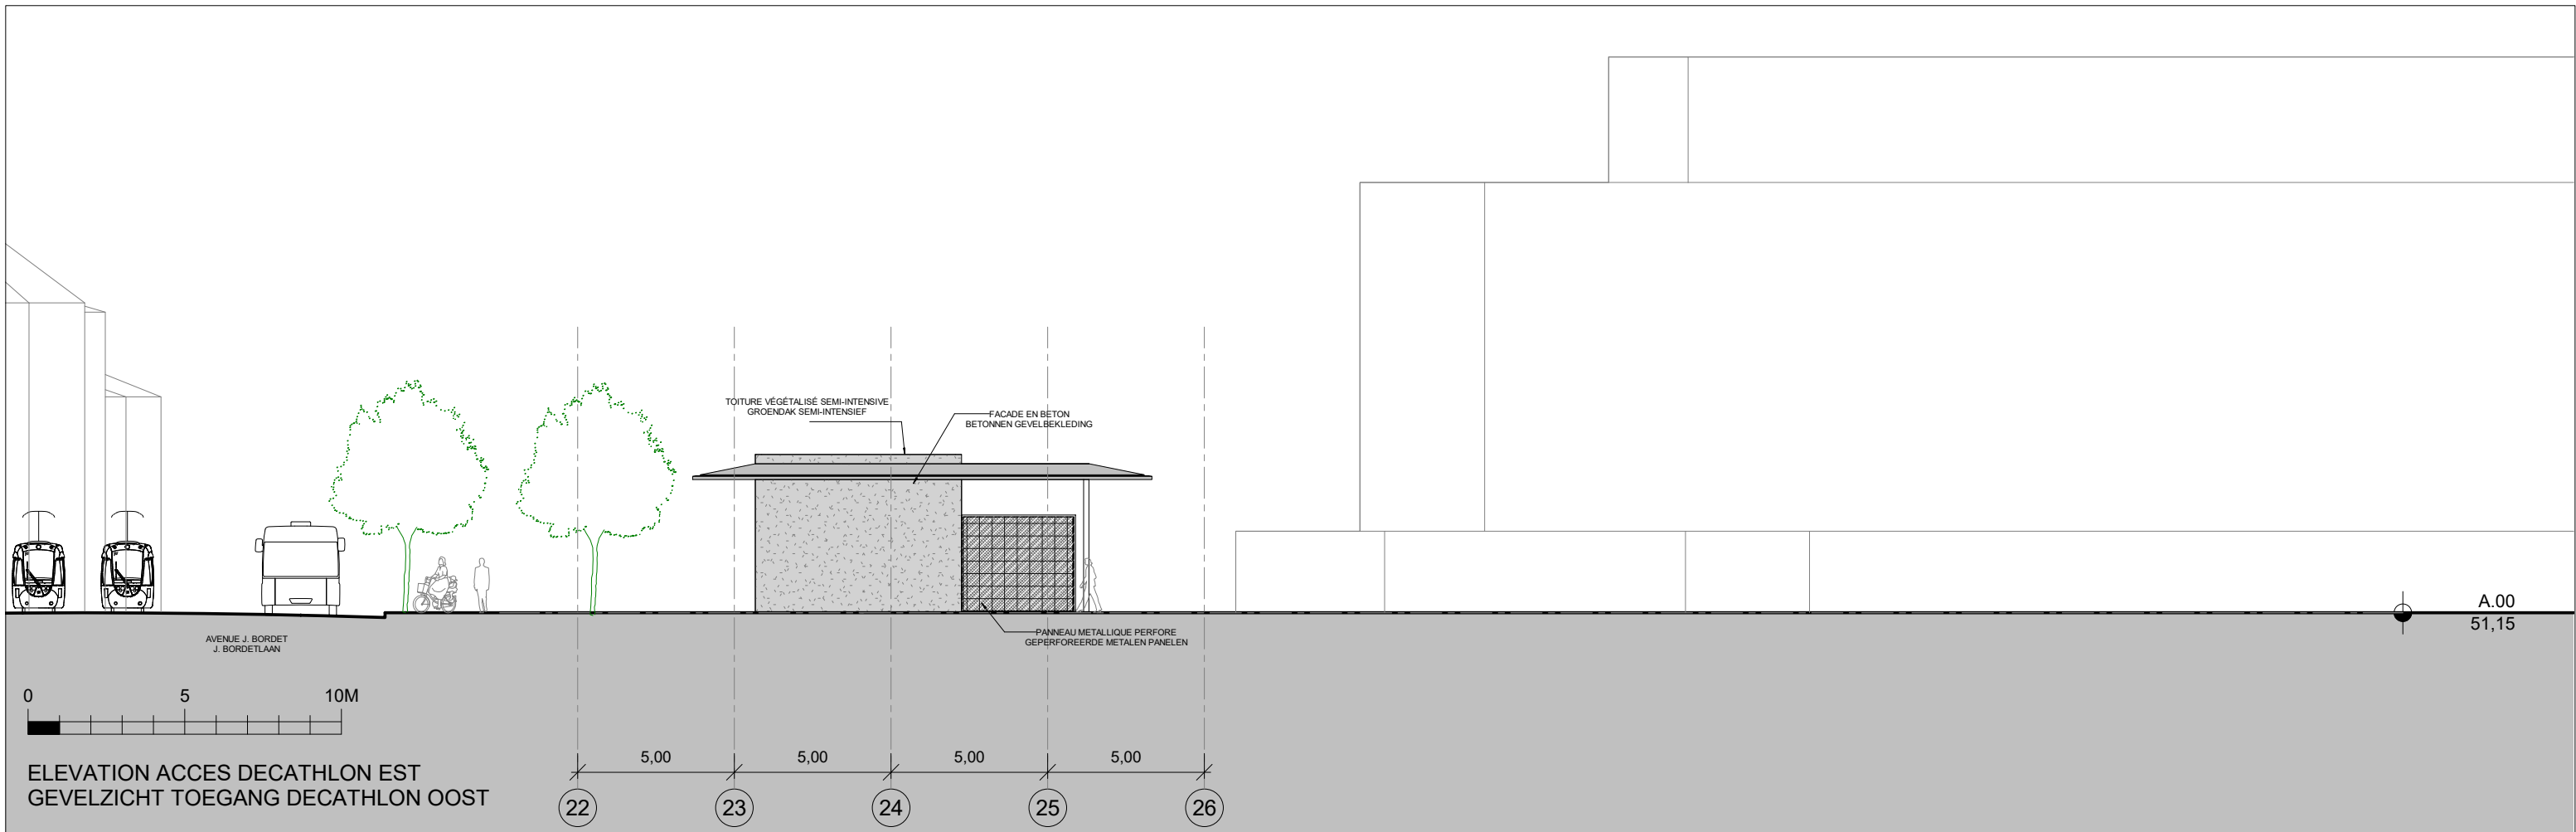 TOITURE VÉGÉTALISÉ SEMI-INTENSIVE
GROENDAK SEMI-INTENSIEF
FACADE EN BETON
BETONNEN GEVELBEKLEDING
A.00
51,15
PANNEAU METALLIQUE PERFORE
GEPERFOREERDE METALEN PANELEN
AVENUE J. BORDET
J. BORDETLAAN
0 5 10M
5,00 5,00 5,00 5,00
ELEVATION ACCES DECATHLON EST
GEVELZICHT TOEGANG DECATHLON OOST
22 23 24 25 26